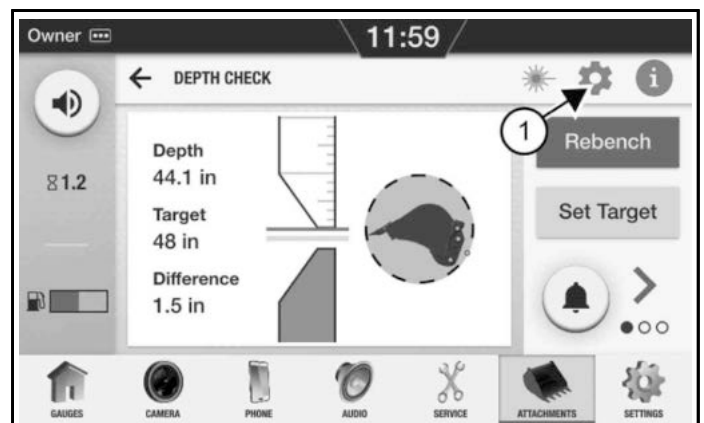 Owner
11:59
DEPTH CHECK
i
1
Rebench
1.2
Depth
44.1 in
Target
48 in
Difference
1.5 in
Set Target
GAUGES
CAMERA
PHONE
AUDIO
SERVICE
ATTACHMENTS
SETTINGS